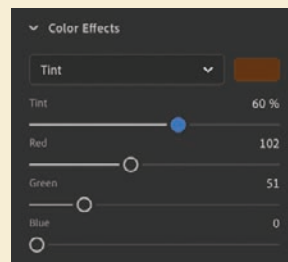 Color Effects
Tint
Tint 60 %
Red 102
Green 51
Blue 0